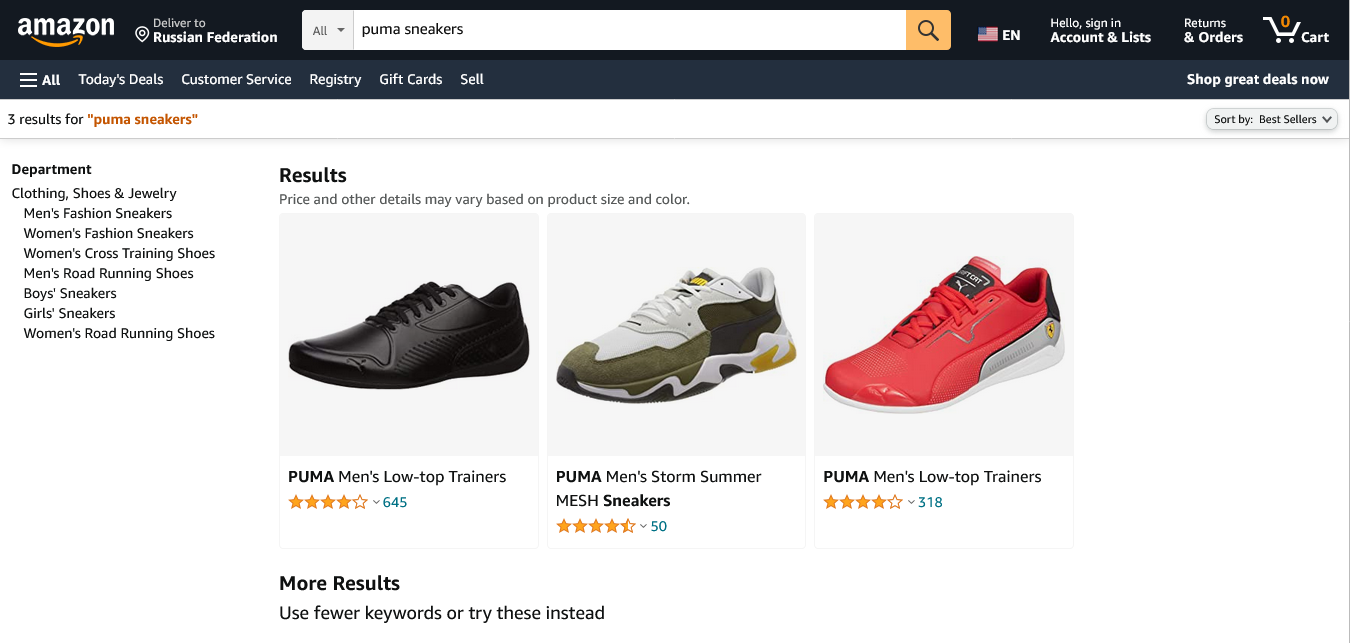 amazon
Deliver to
Russian Federation
All
puma sneakers
EN
Hello, sign in
Account & Lists
Returns
& Orders
0
Cart
All
Today's Deals
Customer Service
Registry
Gift Cards
Sell
Shop great deals now
3 results for "puma sneakers"
Sort by: Best Sellers
Department
Clothing, Shoes & Jewelry
Men's Fashion Sneakers
Women's Fashion Sneakers
Women's Cross Training Shoes
Men's Road Running Shoes
Boys' Sneakers
Girls' Sneakers
Women's Road Running Shoes
Results
Price and other details may vary based on product size and color.
PUMA Men's Low-top Trainers
645
PUMA Men's Storm Summer
MESH Sneakers
50
PUMA Men's Low-top Trainers
318
More Results
Use fewer keywords or try these instead